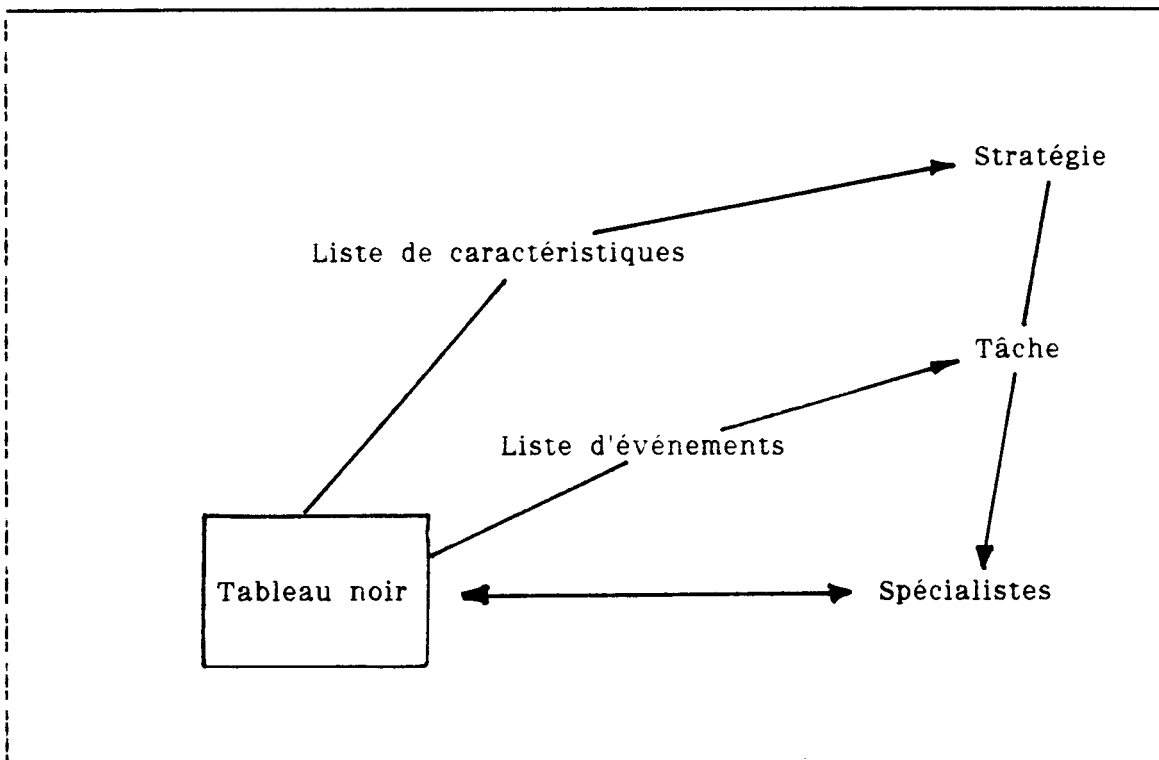 Stratégie
Liste de caractéristiques
Tâche
Liste d'événements
Tableau noir
Spécialistes